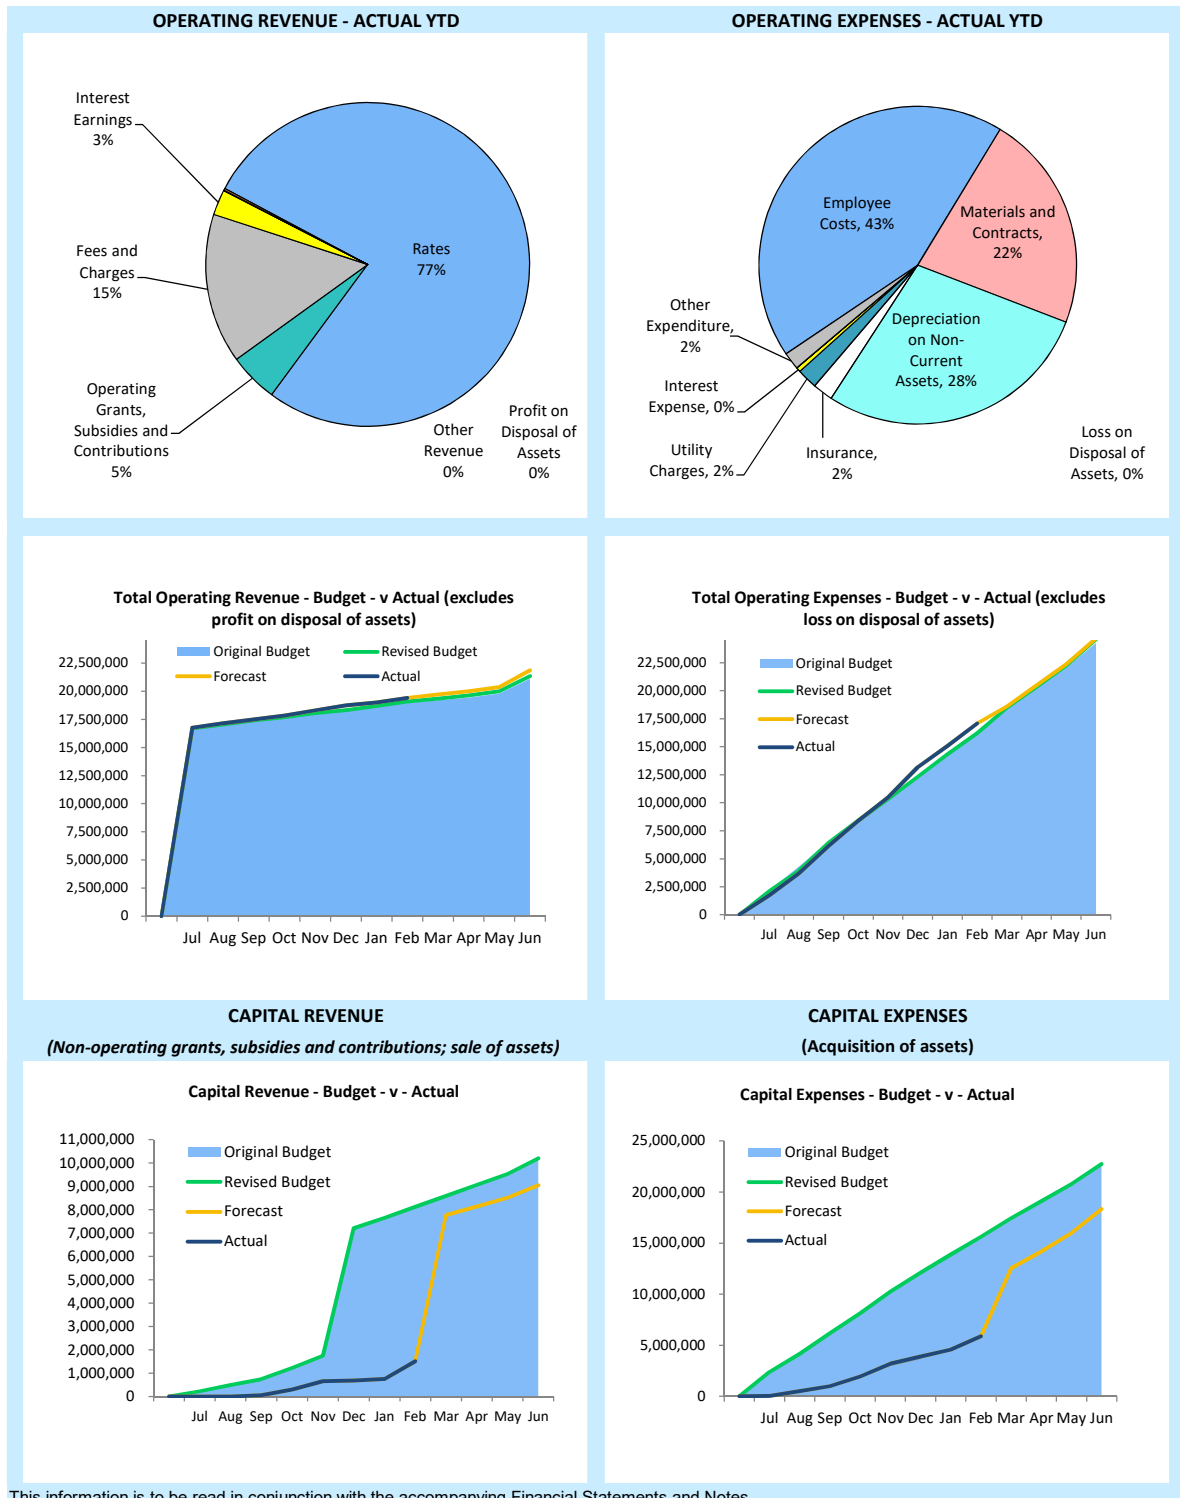 OPERATING REVENUE - ACTUAL YTD
OPERATING EXPENSES - ACTUAL YTD
Interest
Earnings
3%
Fees and
Charges
15%
Operating
Grants,
Subsidies and
Contributions
5%
Rates
77%
Other
Revenue
0%
Profit on
Disposal of
Assets
0%
Employee
Costs, 43%
Materials and
Contracts,
22%
Depreciation
on Non-
Current
Assets, 28%
Other
Expenditure,
2%
Interest
Expense, 0%
Utility
Charges, 2%
Insurance,
2%
Loss on
Disposal of
Assets, 0%
Total Operating Revenue - Budget - v Actual (excludes
profit on disposal of assets)
Original Budget
Revised Budget
Forecast
Actual
22,500,000
20,000,000
17,500,000
15,000,000
12,500,000
10,000,000
7,500,000
5,000,000
2,500,000
0
Jul Aug Sep Oct Nov Dec Jan Feb Mar Apr May Jun
Total Operating Expenses - Budget - v - Actual (excludes
loss on disposal of assets)
Original Budget
Revised Budget
Forecast
Actual
22,500,000
20,000,000
17,500,000
15,000,000
12,500,000
10,000,000
7,500,000
5,000,000
2,500,000
0
Jul Aug Sep Oct Nov Dec Jan Feb Mar Apr May Jun
CAPITAL REVENUE
(Non-operating grants, subsidies and contributions; sale of assets)
CAPITAL EXPENSES
(Acquisition of assets)
Capital Revenue - Budget - v - Actual
Original Budget
Revised Budget
Forecast
Actual
11,000,000
10,000,000
9,000,000
8,000,000
7,000,000
6,000,000
5,000,000
4,000,000
3,000,000
2,000,000
1,000,000
0
Jul Aug Sep Oct Nov Dec Jan Feb Mar Apr May Jun
Capital Expenses - Budget - v - Actual
Original Budget
Revised Budget
Forecast
Actual
25,000,000
20,000,000
15,000,000
10,000,000
5,000,000
0
Jul Aug Sep Oct Nov Dec Jan Feb Mar Apr May Jun
This information is to be read in conjunction with the accompanying Financial Statements and Notes